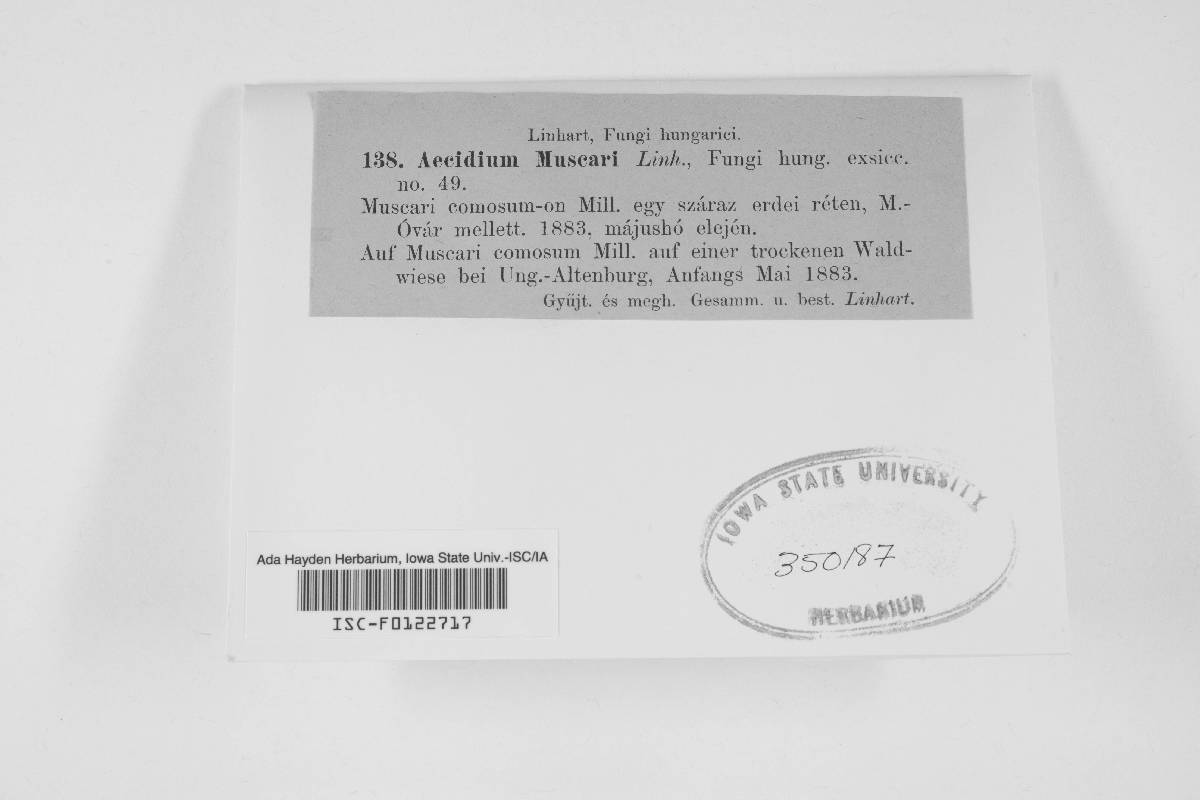 Linhart, Fungi hungarici.
138. Aecidium Muscari Linh., Fungi hung. exsicc.
no. 49.
Muscari comosum-on Mill. egy száraz erdei réten, M.-
Óvár mellett. 1883, májushó elején.
Auf Muscari comosum Mill. auf einer trockenen Wald-
wiese bei Ung.-Altenburg, Anfangs Mai 1883.
Gyűjt. és megh. Gesamm. u. best. Linhart.
IOWA STATE UNIVERSITY
350187
HERBARIUM
Ada Hayden Herbarium, Iowa State Univ.-ISC/IA
ISC-F0122717